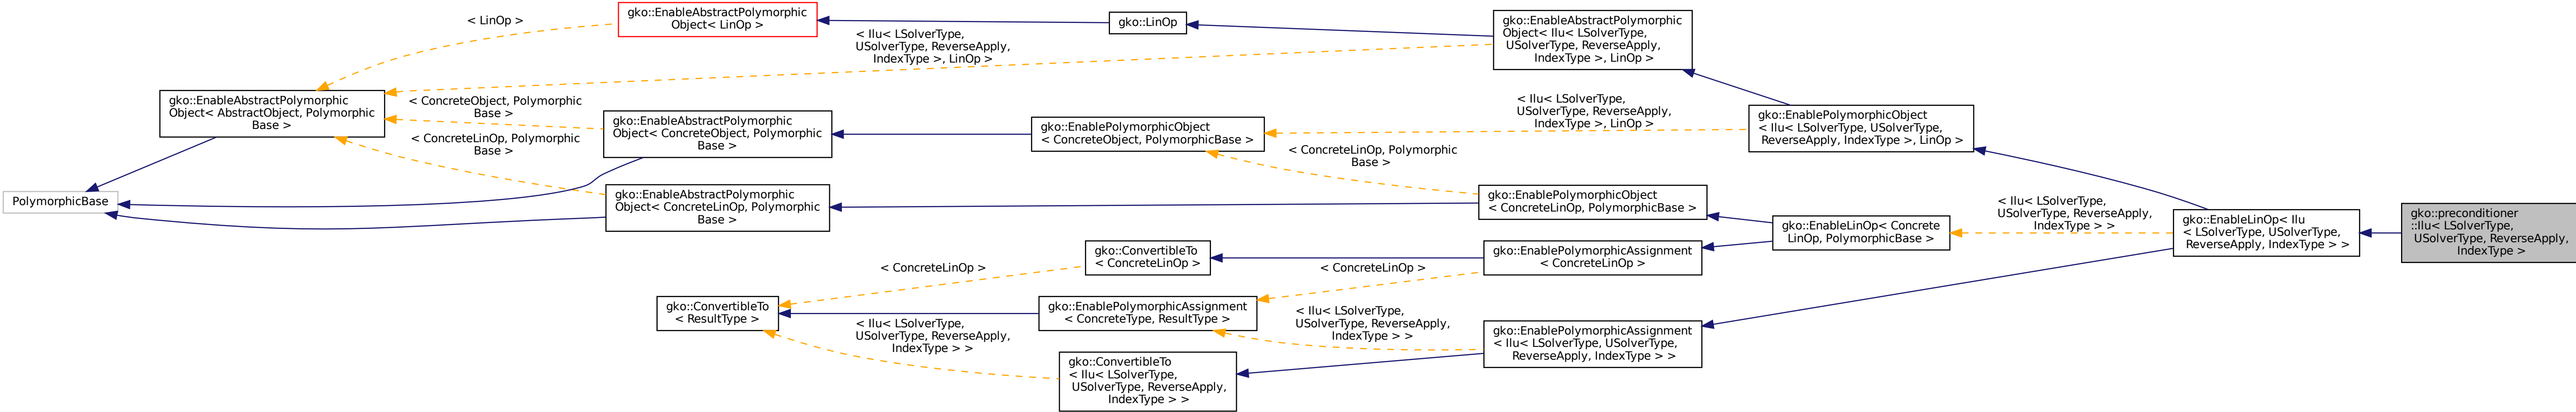 gko::EnableAbstractPolymorphic
Object< LinOp >
< LinOp >
gko::LinOp
gko::EnableAbstractPolymorphic
Object< Ilu< LSolverType,
USolverType, ReverseApply,
IndexType >, LinOp >
< Ilu< LSolverType,
USolverType, ReverseApply,
IndexType >, LinOp >
gko::EnableAbstractPolymorphic
Object< AbstractObject, Polymorphic
Base >
< ConcreteObject, Polymorphic
Base >
< ConcreteLinOp, Polymorphic
Base >
gko::EnableAbstractPolymorphic
Object< ConcreteObject, Polymorphic
Base >
gko::EnablePolymorphicObject
< ConcreteObject, PolymorphicBase >
< Ilu< LSolverType,
USolverType, ReverseApply,
IndexType >, LinOp >
gko::EnablePolymorphicObject
< Ilu< LSolverType, USolverType,
ReverseApply, IndexType >, LinOp >
< ConcreteLinOp, Polymorphic
Base >
PolymorphicBase
gko::EnableAbstractPolymorphic
Object< ConcreteLinOp, Polymorphic
Base >
gko::EnablePolymorphicObject
< ConcreteLinOp, PolymorphicBase >
gko::EnableLinOp< Concrete
LinOp, PolymorphicBase >
< Ilu< LSolverType,
USolverType, ReverseApply,
IndexType > >
gko::EnableLinOp< Ilu
< LSolverType, USolverType,
ReverseApply, IndexType > >
gko::preconditioner
::Ilu< LSolverType,
USolverType, ReverseApply,
IndexType >
gko::ConvertibleTo
< ConcreteLinOp >
gko::EnablePolymorphicAssignment
< ConcreteLinOp >
< ConcreteLinOp >
< ConcreteLinOp >
gko::ConvertibleTo
< ResultType >
gko::EnablePolymorphicAssignment
< ConcreteType, ResultType >
< Ilu< LSolverType,
USolverType, ReverseApply,
IndexType > >
< Ilu< LSolverType,
USolverType, ReverseApply,
IndexType > >
gko::EnablePolymorphicAssignment
< Ilu< LSolverType, USolverType,
ReverseApply, IndexType > >
gko::ConvertibleTo
< Ilu< LSolverType,
USolverType, ReverseApply,
IndexType > >